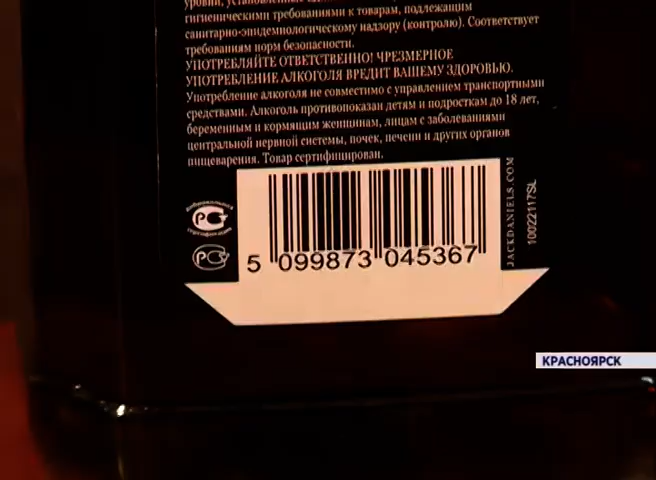 гигиеническими требованиями к товарам, подлежащим
санитарно-эпидемиологическому надзору (контролю). Соответствует
требованиям норм безопасности.
УПОТРЕБЛЯЙТЕ ОТВЕТСТВЕННО! ЧРЕЗМЕРНОЕ
УПОТРЕБЛЕНИЕ АЛКОГОЛЯ ВРЕДИТ ВАШЕМУ ЗДОРОВЬЮ.
Употребление алкоголя не совместимо с управлением транспортными
средствами. Алкоголь противопоказан детям и подросткам до 18 лет,
беременным и кормящим женщинам, лицам с заболеваниями
центральной нервной системы, почек, печени и других органов
пищеварения. Товар сертифицирован.
5 099873 045367
JACKDANIELS.COM
10022117SL
КРАСНОЯРСК